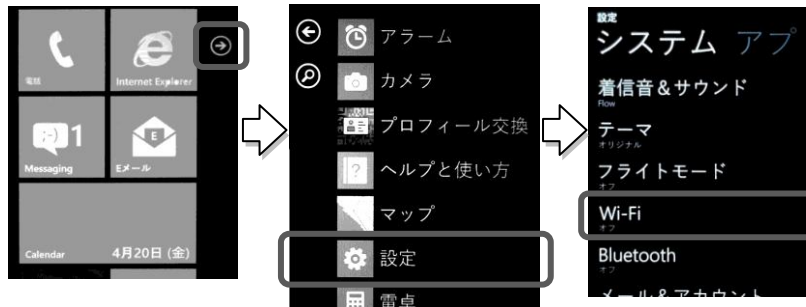 電話
Internet Explorer
:-) 1
Messaging
E
Eメール
Calendar
4月20日 (金)
アラーム
カメラ
プロフィール交換
?
ヘルプと使い方
マップ
設定
電卓
設定
システム アプ
着信音&サウンド
Flow
テーマ
オリジナル
フライトモード
オフ
Wi-Fi
オフ
Bluetooth
オフ
メール&アカウント